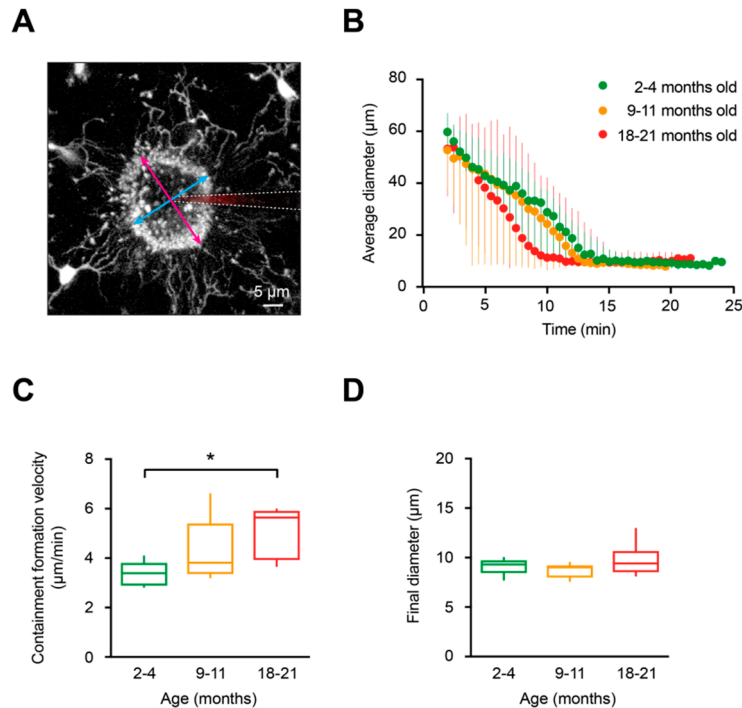 A
5 µm
B
Average diameter (µm)
80
60
40
20
0
0 5 10 15 20 25
Time (min)
2-4 months old
9-11 months old
18-21 months old
C
Containment formation velocity
(µm/min)
8
6
4
2
0
*
2-4 9-11 18-21
Age (months)
D
Final diameter (µm)
20
15
10
5
0
2-4 9-11 18-21
Age (months)